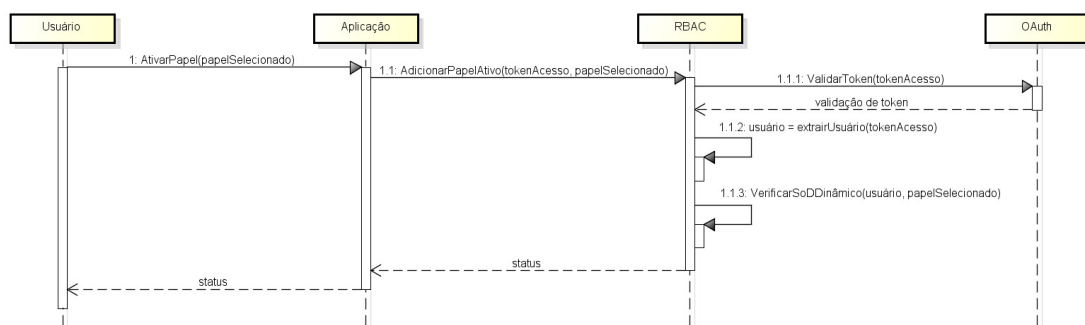 Usuário
Aplicação
RBAC
OAuth
1: AtivarPapel(papelSelecionado)
1.1: AdicionarPapelAtivo(tokenAcesso, papelSelecionado)
1.1.1: ValidarToken(tokenAcesso)
validação de token
1.1.2: usuário = extrairUsuário(tokenAcesso)
1.1.3: VerificarSoDDinâmico(usuário, papelSelecionado)
status
status